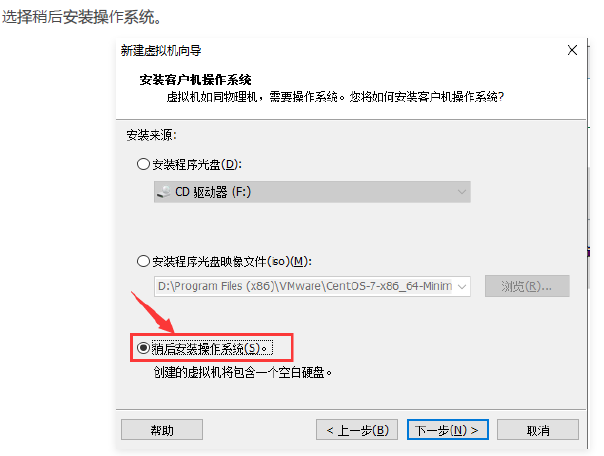 选择稍后安装操作系统。
新建虚拟机向导
安装客户机操作系统
虚拟机如同物理机，需要操作系统。您将如何安装客户机操作系统?
安装来源:
安装程序光盘(D):
CD 驱动器 (F:)
安装程序光盘映像文件(iso)(M):
D:\Program Files (x86)\VMware\CentOS-7-x86_64-Minim
浏览(R)...
稍后安装操作系统(S)。
创建的虚拟机将包含一个空白硬盘。
帮助
< 上一步(B)
下一步(N) >
取消